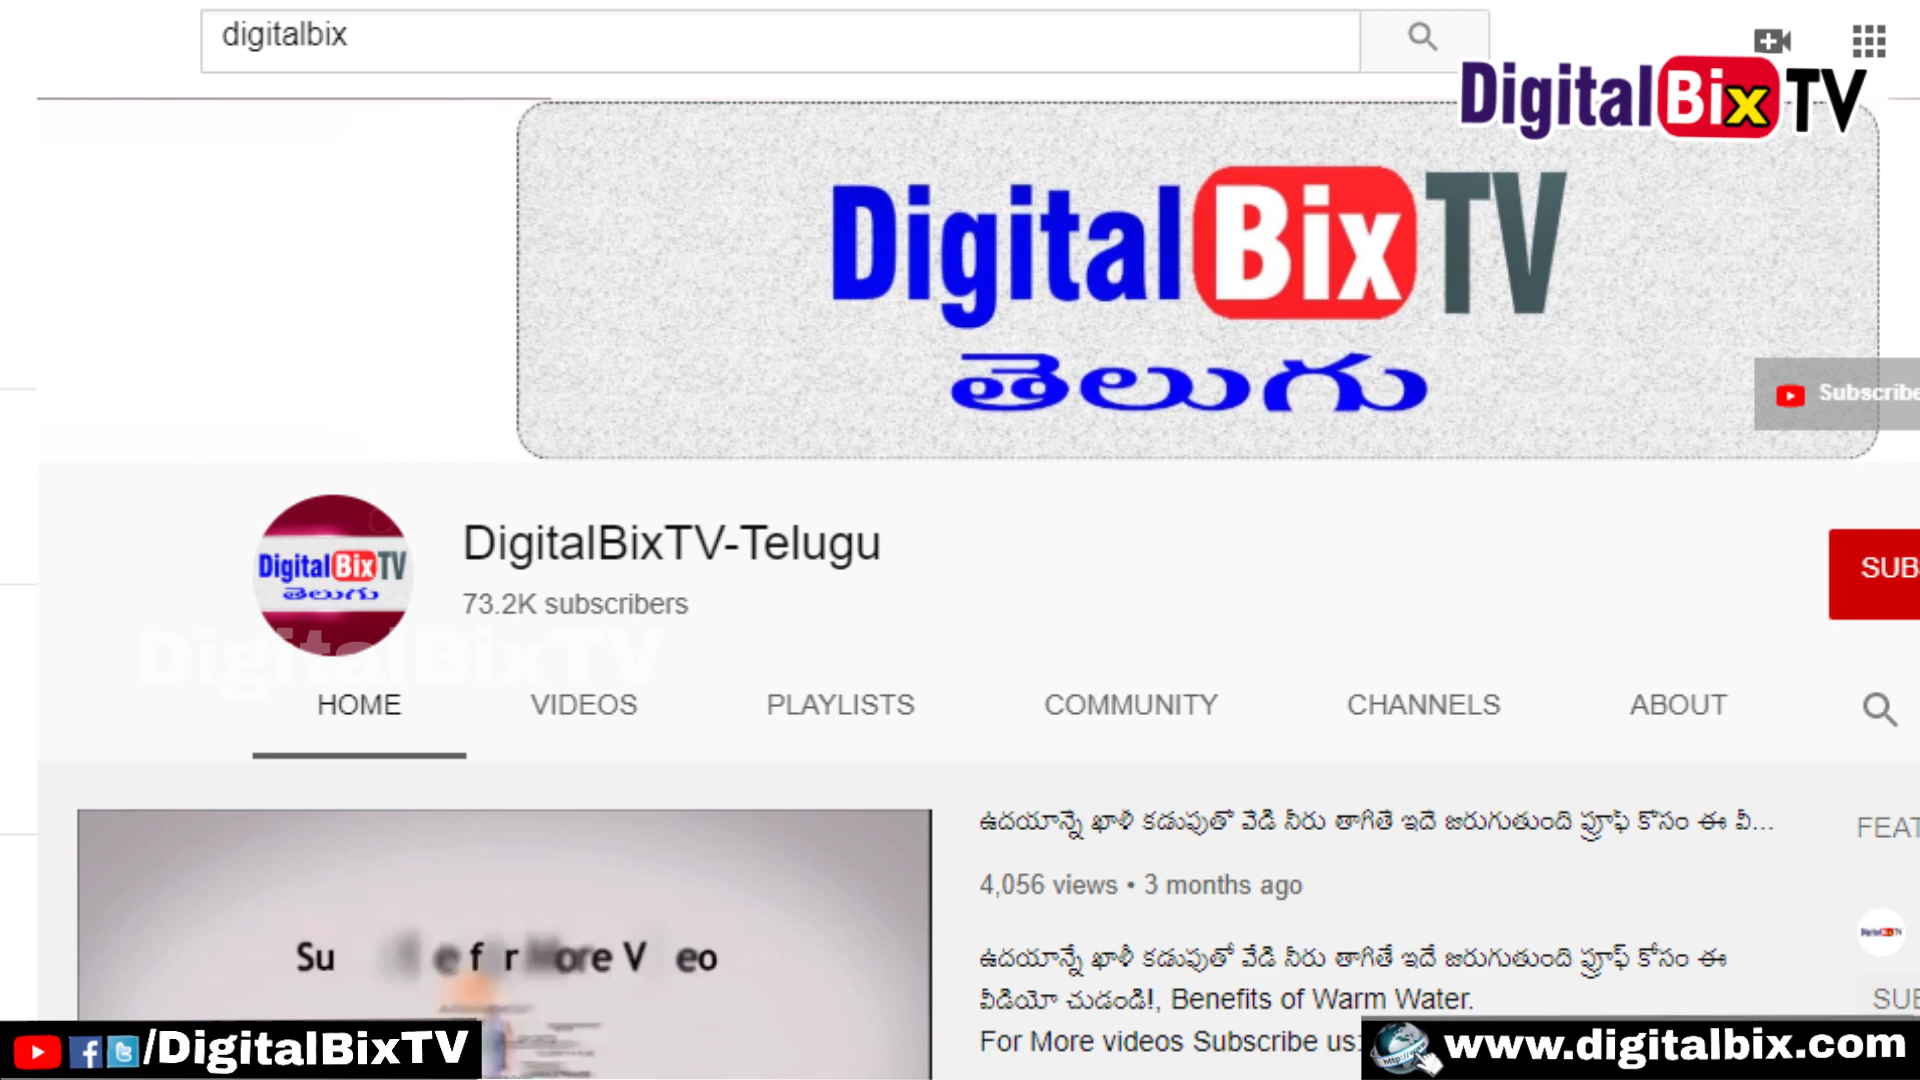 digitalbix
DigitalBixTV
DigitalBixTV
తెలుగు
Subscribe
DigitalBixTV
తెలుగు
DigitalBixTV-Telugu
73.2K subscribers
SUB
DigitalBixTV
HOME VIDEOS PLAYLISTS COMMUNITY CHANNELS ABOUT
ఉదయాన్నే ఖాళీ కడుపుతో వేడి నీరు తాగితే ఇదే జరుగుతుంది ప్రూఫ్ కోసం ఈ వీ...
4,056 views • 3 months ago
FEAT
ఉదయాన్నే ఖాళీ కడుపుతో వేడి నీరు తాగితే ఇదే జరుగుతుంది ప్రూఫ్ కోసం ఈ
వీడియో చుడండి!, Benefits of Warm Water.
For More videos Subscribe us:
DigitalBixTV
SUB
/DigitalBixTV
www.digitalbix.com